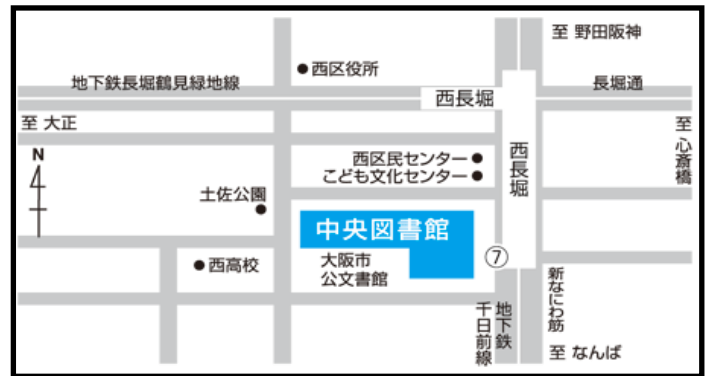 至 野田阪神
●西区役所
地下鉄長堀鶴見緑地線
長堀通
西長堀
至 大正
至 心斎橋
N
西区民センター●
こども文化センター●
西長堀
土佐公園
中央図書館
⑦
●西高校
大阪市
公文書館
新なにわ筋
地下鉄
千日前線
至 なんば